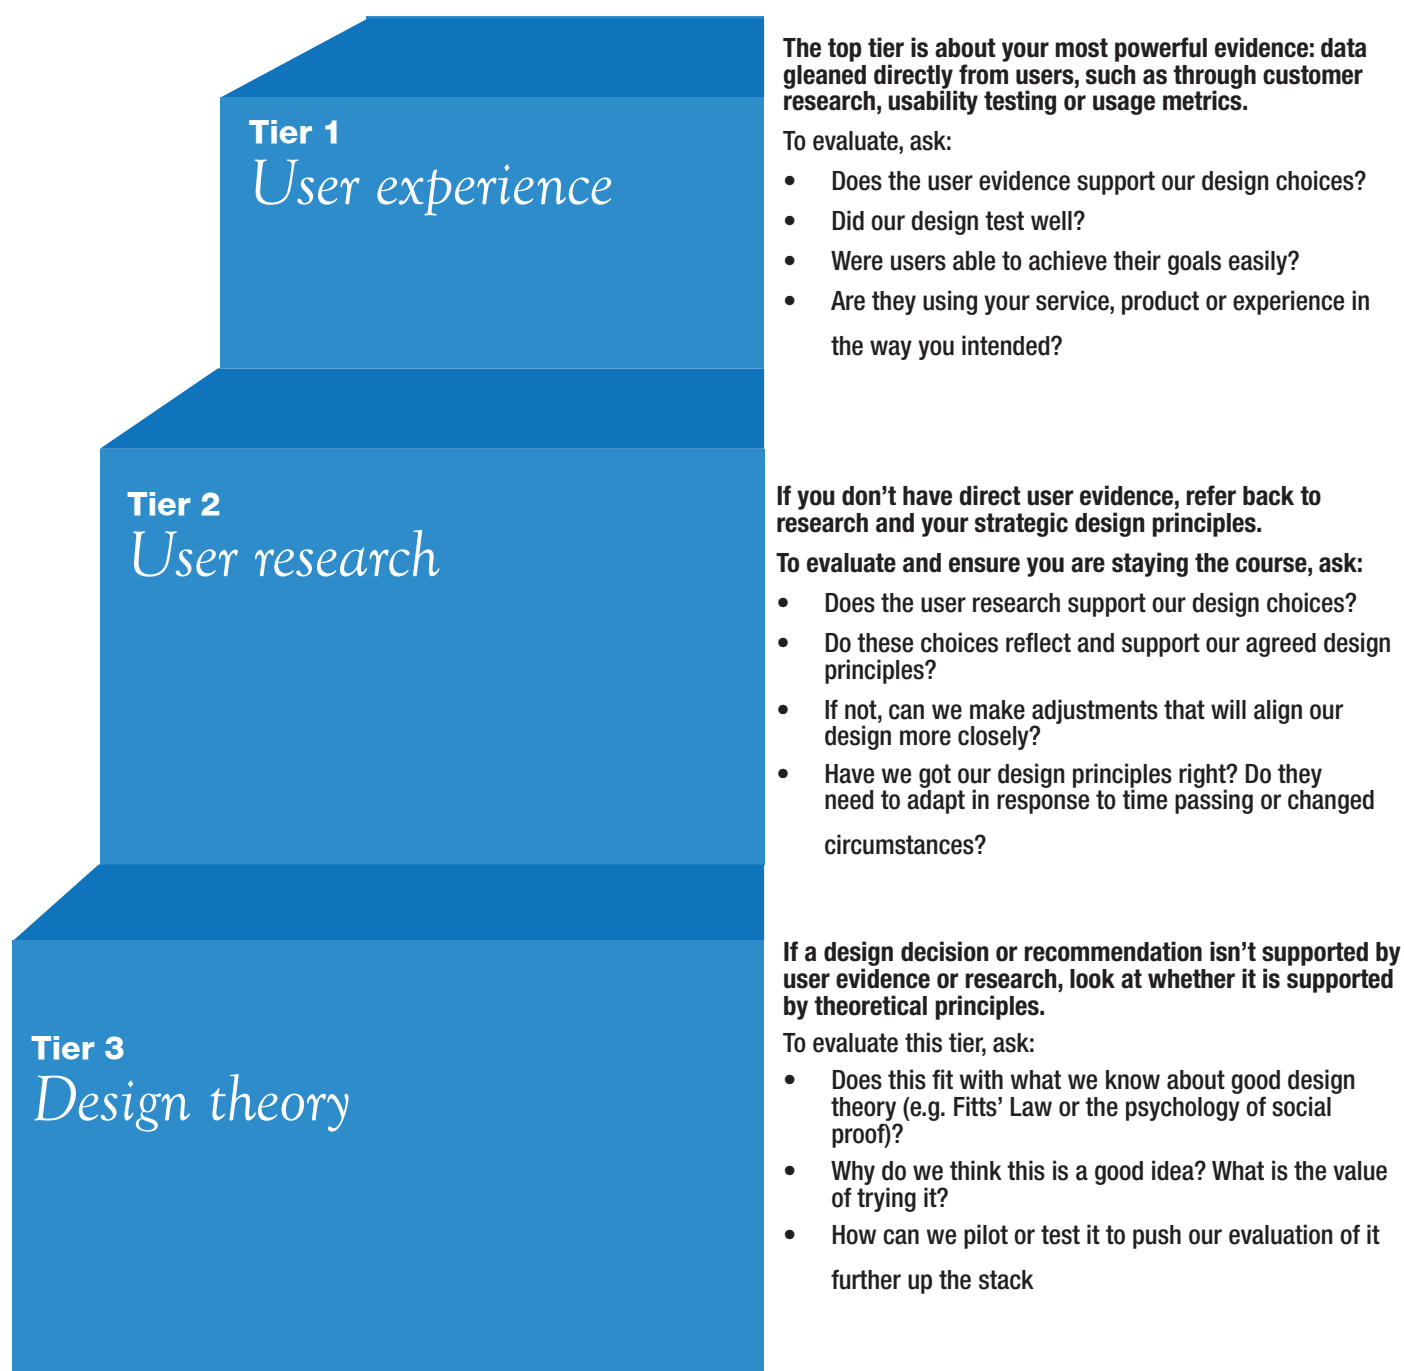 Tier 1
User experience
The top tier is about your most powerful evidence: data
gleaned directly from users, such as through customer
research, usability testing or usage metrics.
To evaluate, ask:
• Does the user evidence support our design choices?
• Did our design test well?
• Were users able to achieve their goals easily?
• Are they using your service, product or experience in
the way you intended?
Tier 2
User research
If you don’t have direct user evidence, refer back to
research and your strategic design principles.
To evaluate and ensure you are staying the course, ask:
• Does the user research support our design choices?
• Do these choices reflect and support our agreed design
principles?
• If not, can we make adjustments that will align our
design more closely?
• Have we got our design principles right? Do they
need to adapt in response to time passing or changed
circumstances?
Tier 3
Design theory
If a design decision or recommendation isn’t supported by
user evidence or research, look at whether it is supported
by theoretical principles.
To evaluate this tier, ask:
• Does this fit with what we know about good design
theory (e.g. Fitts’ Law or the psychology of social
proof)?
• Why do we think this is a good idea? What is the value
of trying it?
• How can we pilot or test it to push our evaluation of it
further up the stack